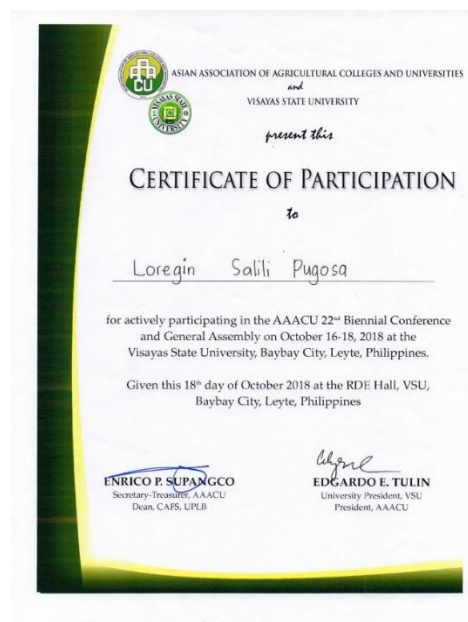 AACU
VISAYAS STATE UNIVERSITY
ASIAN ASSOCIATION OF AGRICULTURAL COLLEGES AND UNIVERSITIES
and
VISAYAS STATE UNIVERSITY
present this
CERTIFICATE OF PARTICIPATION
to
Loregin Salili Pugosa
for actively participating in the AAACU 22nd Biennial Conference
and General Assembly on October 16-18, 2018 at the
Visayas State University, Baybay City, Leyte, Philippines.
Given this 18th day of October 2018 at the RDE Hall, VSU,
Baybay City, Leyte, Philippines
ENRICO P. SUPANGCO
Secretary-Treasurer, AAACU
Dean, CAFS, UPLB
EDGARDO E. TULIN
University President, VSU
President, AAACU